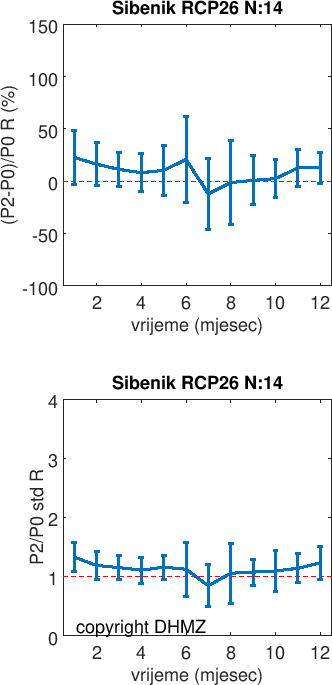 Sibenik RCP26 N:14
(P2-P0)/P0 R (%)
150
100
50
0
-50
-100
2 4 6 8 10 12
vrijeme (mjesec)
Sibenik RCP26 N:14
P2/P0 std R
4
3
2
1
0
copyright DHMZ
2 4 6 8 10 12
vrijeme (mjesec)